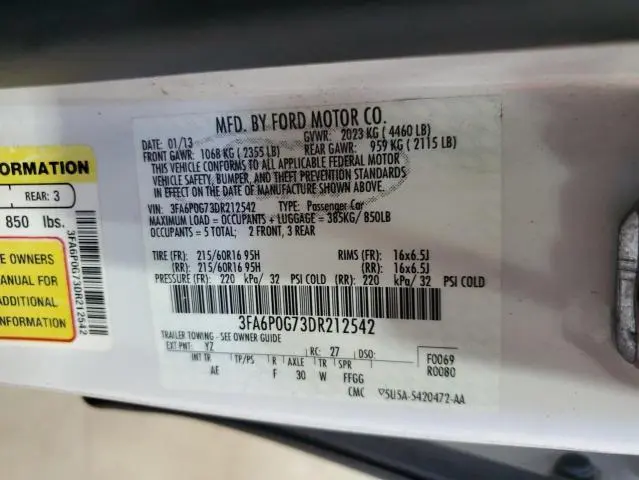 MFD. BY FORD MOTOR CO.
DATE: 01/13 GVWR: 2023 KG ( 4460 LB)
FRONT GAWR: 1068 KG ( 2355 LB) REAR GAWR: 959 KG ( 2115 LB)
THIS VEHICLE CONFORMS TO ALL APPLICABLE FEDERAL MOTOR
VEHICLE SAFETY, BUMPER, AND THEFT PREVENTION STANDARDS
IN EFFECT ON THE DATE OF MANUFACTURE SHOWN ABOVE.
VIN: 3FA6P0G73DR212542 TYPE: Passenger Car
MAXIMUM LOAD = OCCUPANTS + LUGGAGE = 385KG/ 850LB
OCCUPANTS = 5 TOTAL: 2 FRONT, 3 REAR
TIRE (FR): 215/60R16 95H RIMS (FR): 16x6.5J
(RR): 215/60R16 95H (RR): 16x6.5J
PRESSURE (FR): 220 kPa/ 32 PSI COLD (RR): 220 kPa/ 32 PSI COLD
3FA6P0G73DR212542
TRAILER TOWING - SEE OWNER GUIDE
EXT PNT: YZ RC: 27 DSO: F0069
INT TR TP/PS R AXLE TR SPR R0080
AE F 30 W FFGG
CMC ▽5U5A-5420472-AA
FORMATION
REAR: 3
850 lbs.
E OWNERS
MANUAL FOR
ADDITIONAL
INFORMATION
3FA6P0G73DR212542